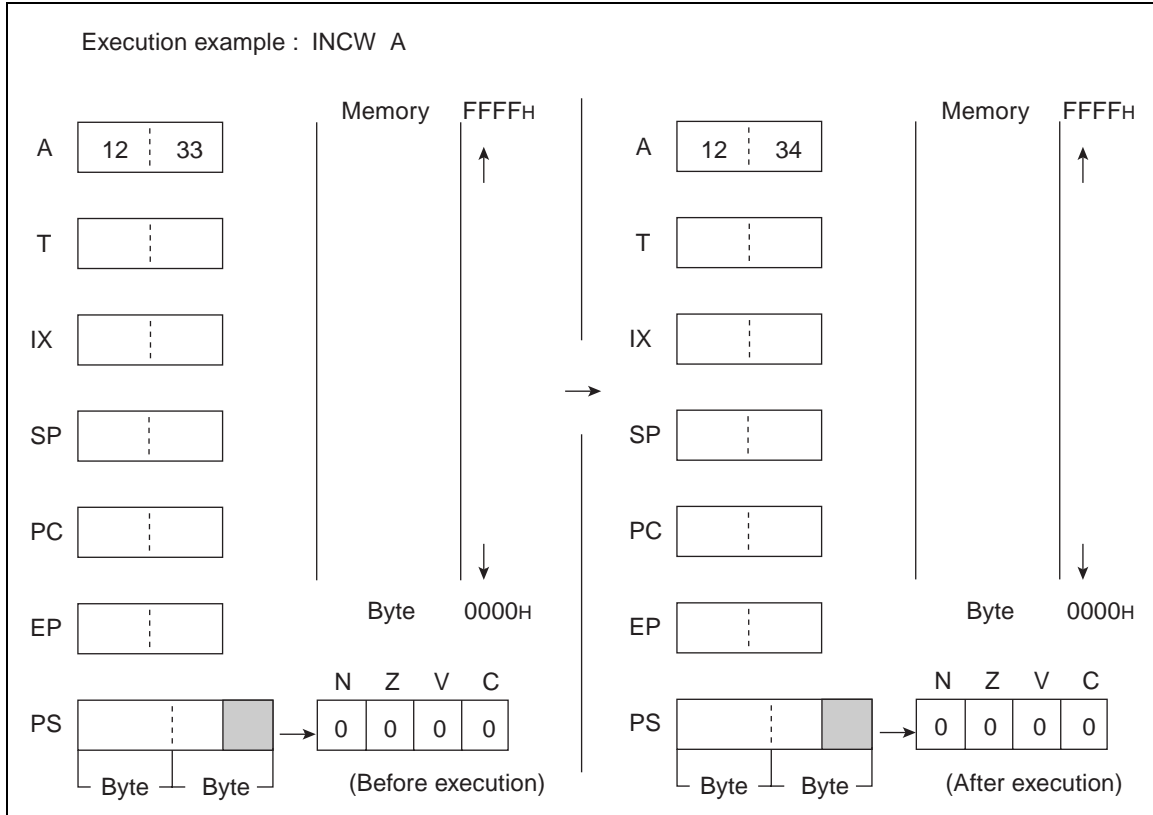 Execution example : INCW A
Memory FFFFH
A 12 33
T
IX
SP
PC
EP
Byte 0000H
N Z V C
PS 0 0 0 0
Byte Byte (Before execution)
Memory FFFFH
A 12 34
T
IX
SP
PC
EP
Byte 0000H
N Z V C
PS 0 0 0 0
Byte Byte (After execution)